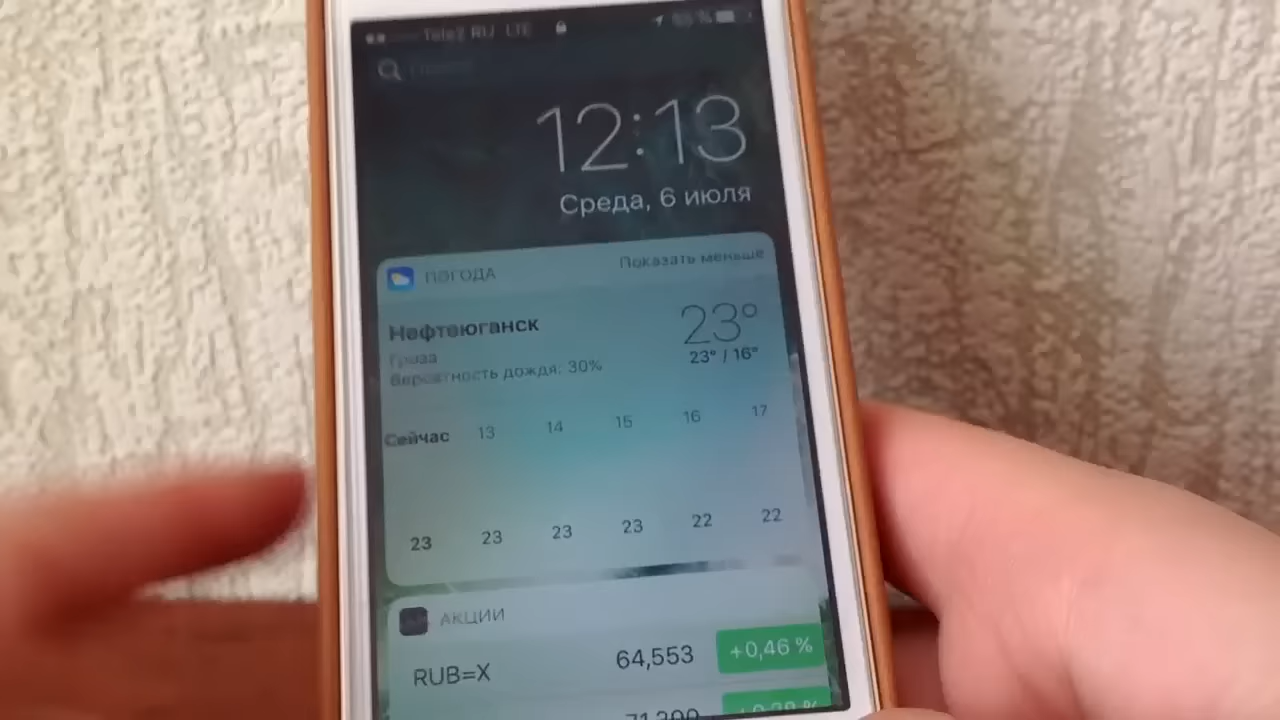 Tele2 RU LTE
12:13
Среда, 6 июля
ПОГОДА Показать меньше
Нефтеюганск 23°
Гроза 23° / 16°
Вероятность дождя: 30%
Сейчас 13 14 15 16 17
23 23 23 23 22 22
АКЦИИ
RUB=X 64,553 +0,46 %